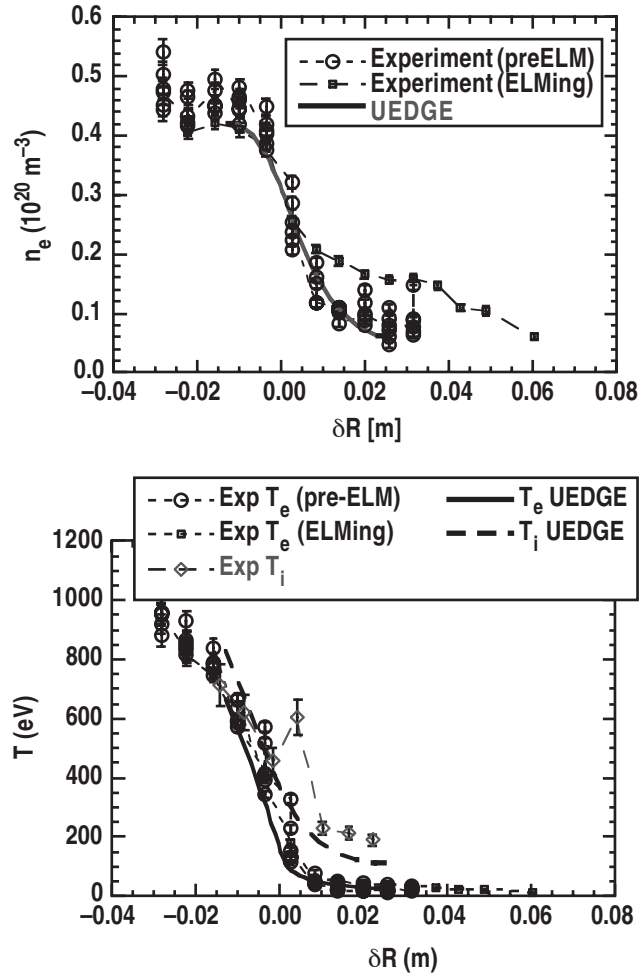 0.6
0.5
0.4
0.3
0.2
0.1
0.0
n_e (10^20 m^−3)
Experiment (preELM)
Experiment (ELMing)
UEDGE
−0.04 −0.02 0.00 0.02 0.04 0.06 0.08
δR [m]
Exp T_e (pre-ELM)
Exp T_e (ELMing)
Exp T_i
T_e UEDGE
T_i UEDGE
1200
1000
800
600
400
200
0
T (eV)
−0.04 −0.02 0.00 0.02 0.04 0.06 0.08
δR (m)